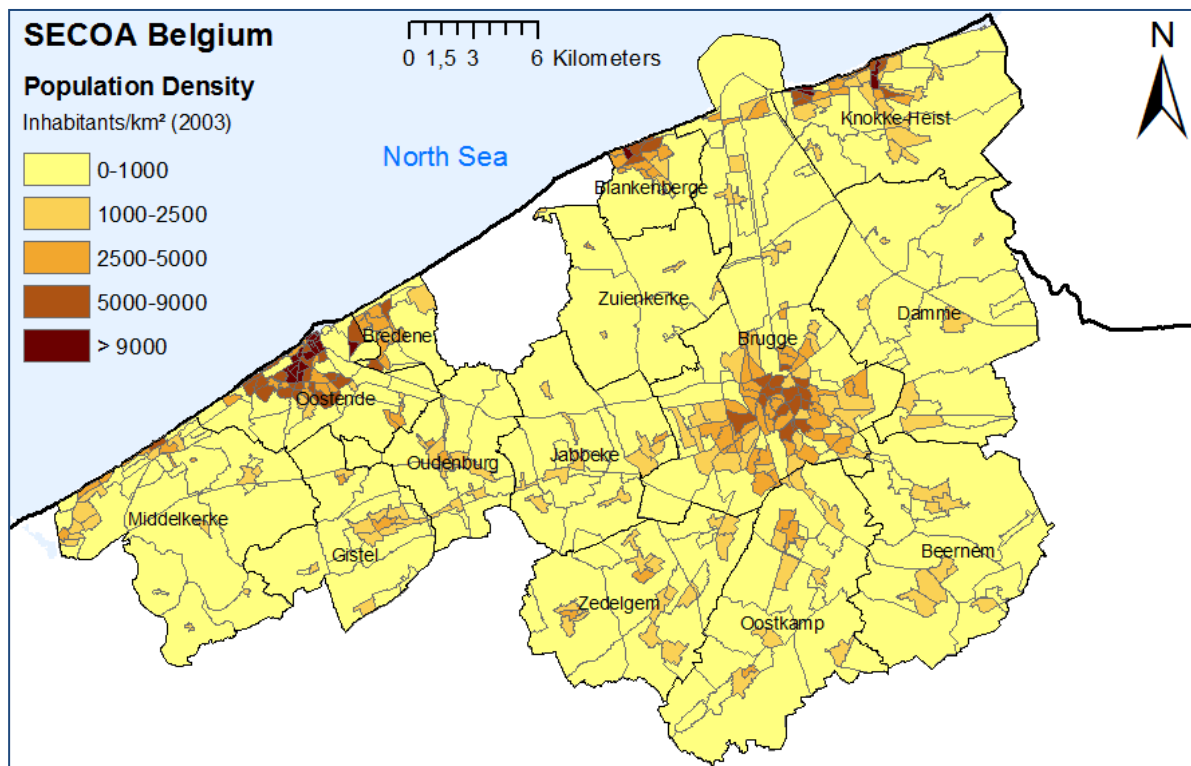 SECOA Belgium
Population Density
Inhabitants/km² (2003)
0-1000
1000-2500
2500-5000
5000-9000
> 9000
0 1,5 3 6 Kilometers
N
North Sea
Knokke-Heist
Blankenberge
Zuienkerke
Damme
Bredene
Brugge
Oostende
Oudenburg
Jabbeke
Middelkerke
Gistel
Beernem
Zedelgem
Oostkamp